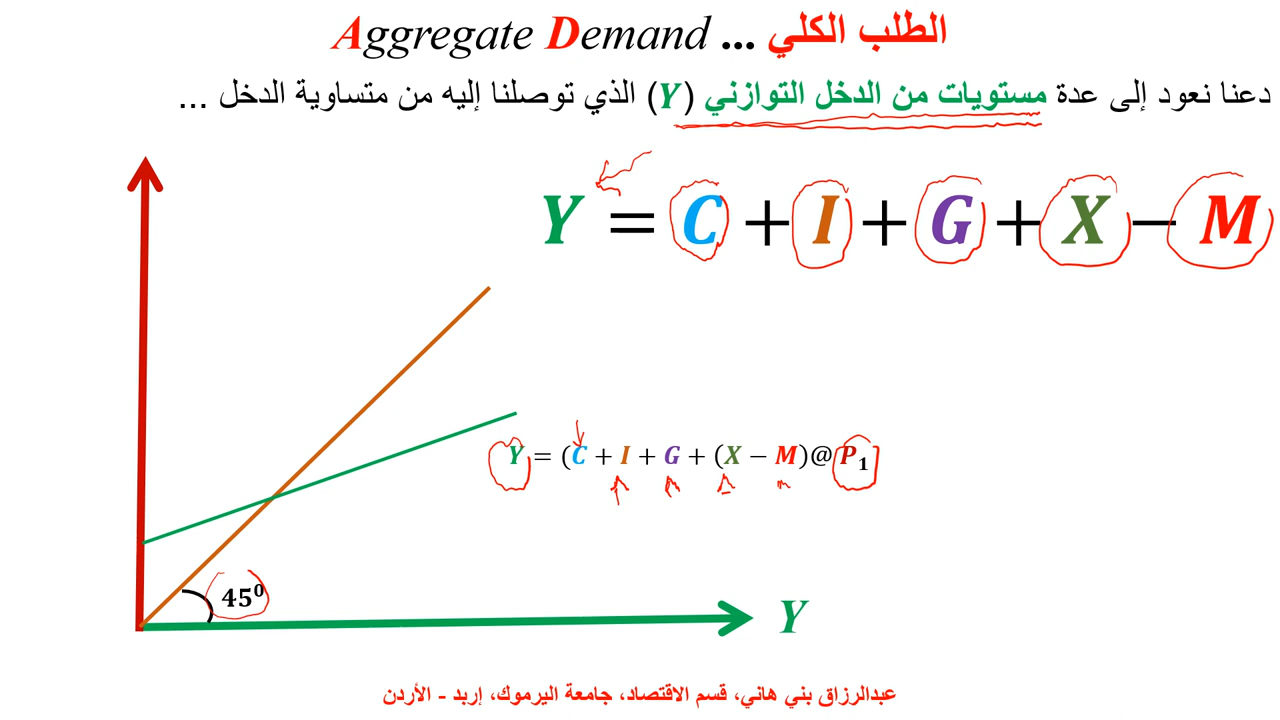 الطلب الكلي ... Aggregate Demand
دعنا نعود إلى عدة مستويات من الدخل التوازني (Y) الذي توصلنا إليه من متساوية الدخل ...
Y = C + I + G + X − M
Y = (C + I + G + (X − M)@ P₁
45⁰
Y
عبدالرزاق بني هاني، قسم الاقتصاد، جامعة اليرموك، إربد - الأردن